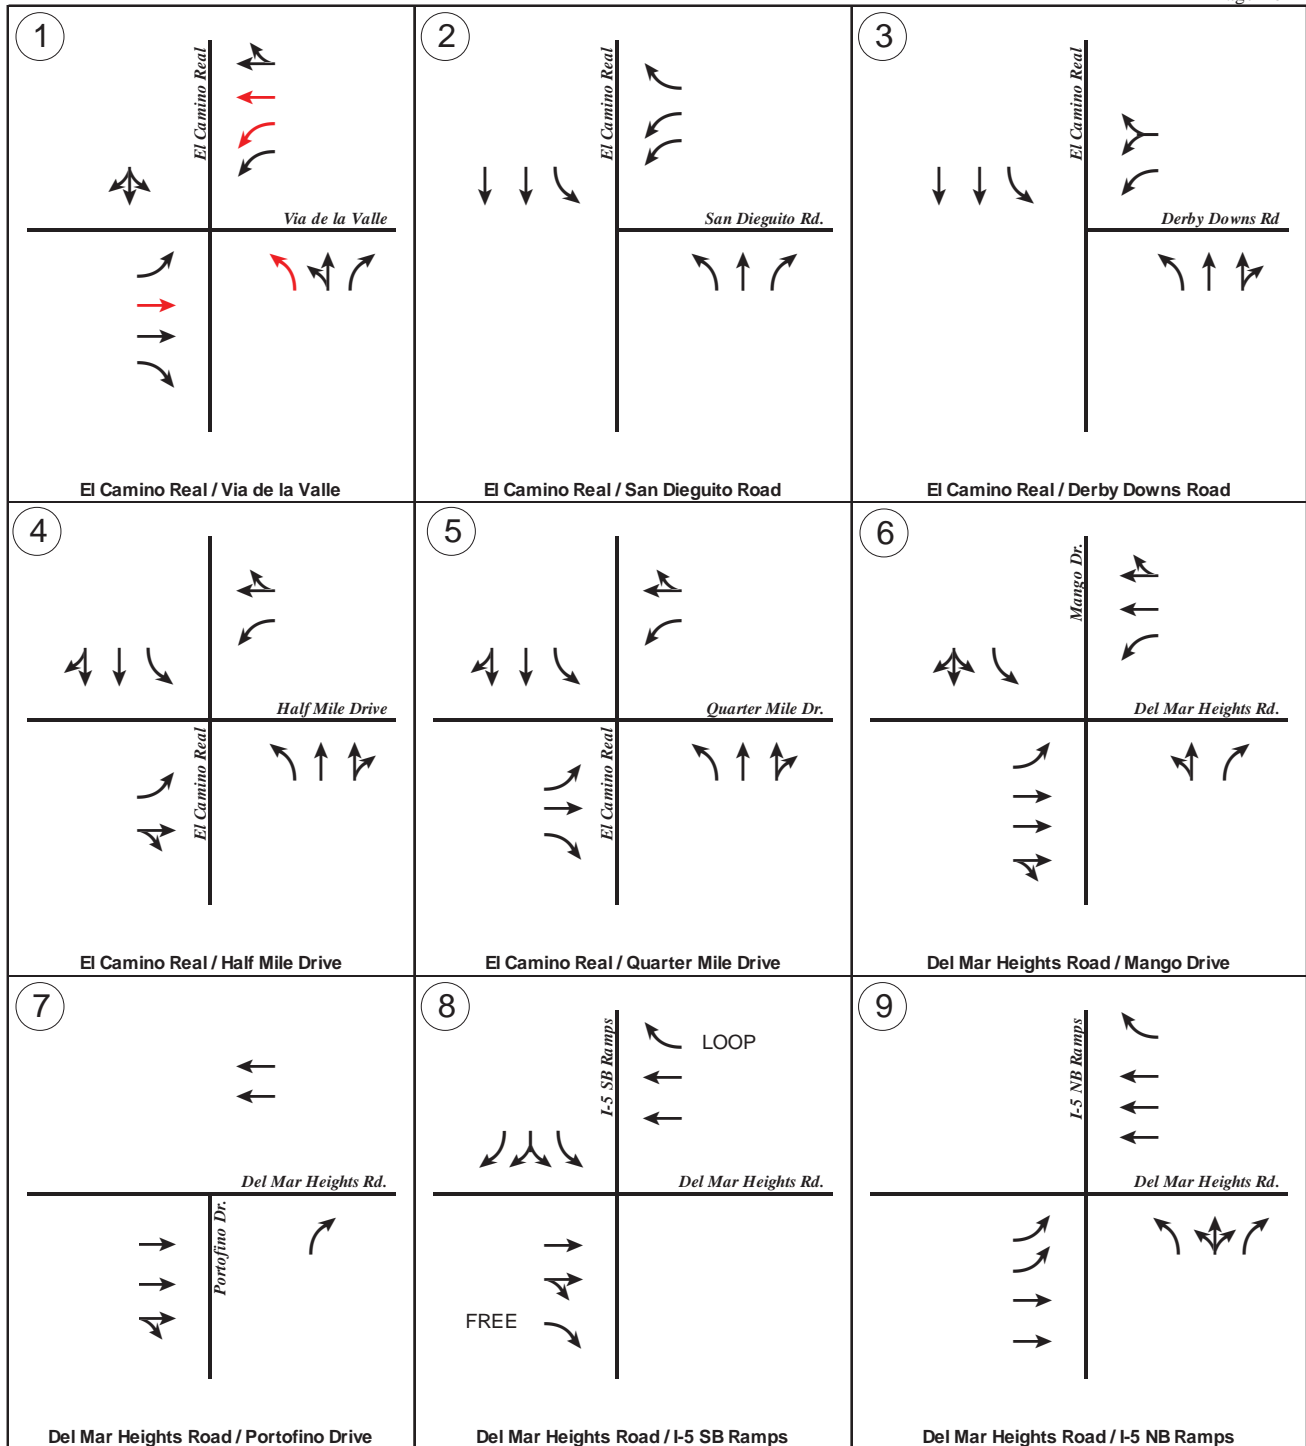 1
El Camino Real
Via de la Valle
El Camino Real / Via de la Valle
2
El Camino Real
San Dieguito Rd.
El Camino Real / San Dieguito Road
3
El Camino Real
Derby Downs Rd
El Camino Real / Derby Downs Road
4
Half Mile Drive
El Camino Real
El Camino Real / Half Mile Drive
5
Quarter Mile Dr.
El Camino Real
El Camino Real / Quarter Mile Drive
6
Mango Dr.
Del Mar Heights Rd.
Del Mar Heights Road / Mango Drive
7
Del Mar Heights Rd.
Portofino Dr.
Del Mar Heights Road / Portofino Drive
8
I-5 SB Ramps
LOOP
Del Mar Heights Rd.
FREE
Del Mar Heights Road / I-5 SB Ramps
9
I-5 NB Ramps
Del Mar Heights Rd.
Del Mar Heights Road / I-5 NB Ramps